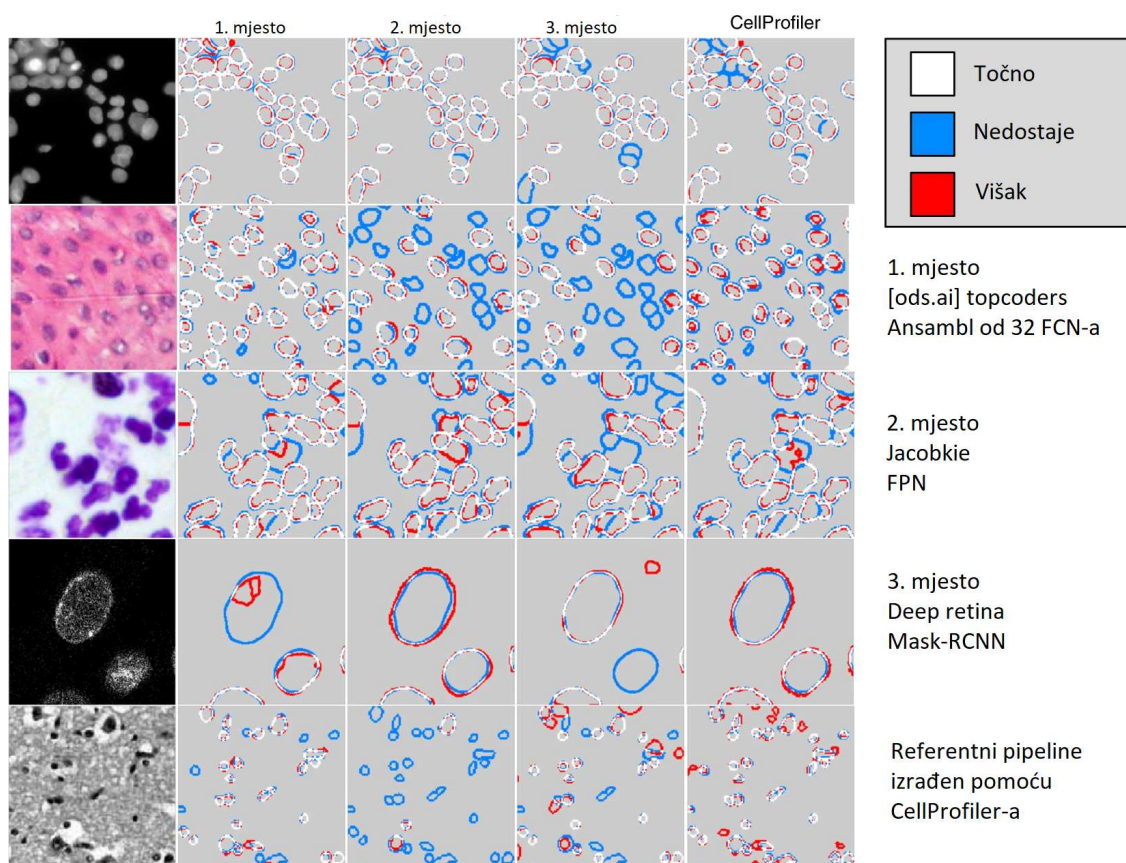 1. mjesto
2. mjesto
3. mjesto
CellProfiler
Točno
Nedostaje
Višak
1. mjesto
[ods.ai] topcoders
Ansambl od 32 FCN-a
2. mjesto
Jacobkie
FPN
3. mjesto
Deep retina
Mask-RCNN
Referentni pipeline
izrađen pomoću
CellProfiler-a